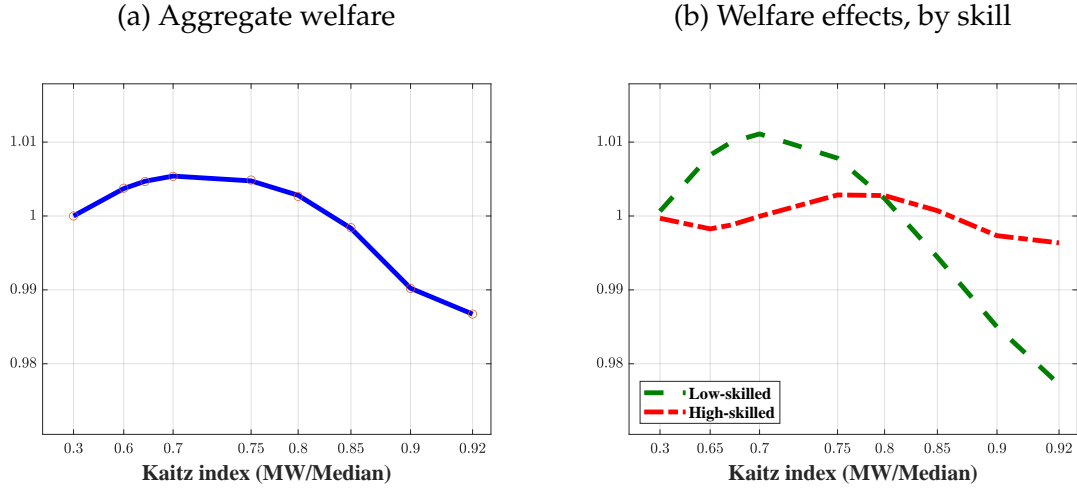 (a) Aggregate welfare
1.01
1
0.99
0.98
0.3 0.6 0.7 0.75 0.8 0.85 0.9 0.92
Kaitz index (MW/Median)
(b) Welfare effects, by skill
1.01
1
0.99
0.98
Low-skilled
High-skilled
0.3 0.65 0.7 0.75 0.8 0.85 0.9 0.92
Kaitz index (MW/Median)